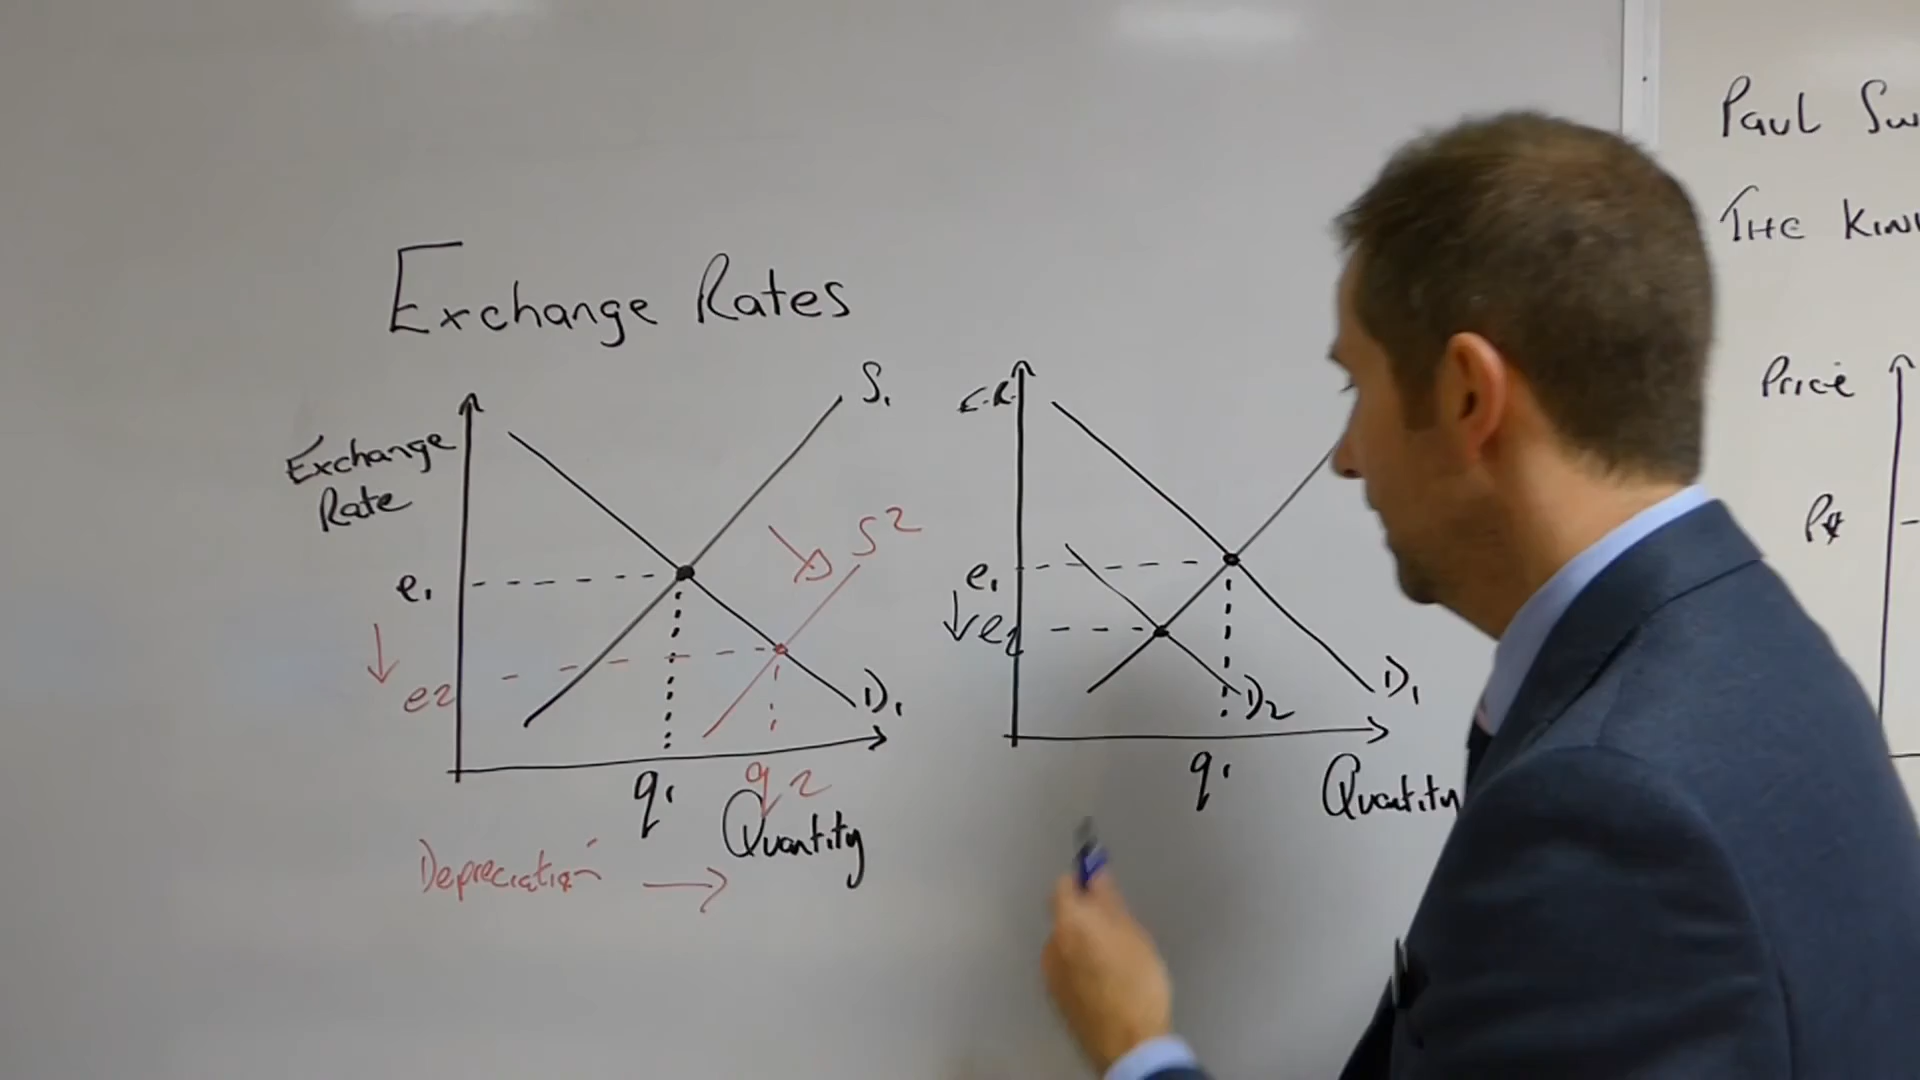 Exchange Rates
Exchange
Rate
S1
S2
e1
e2
D1
q1
q2
Quantity
Depreciation
E.R.
e1
e2
D1
D2
q1
Quantity
Paul
THE
Price